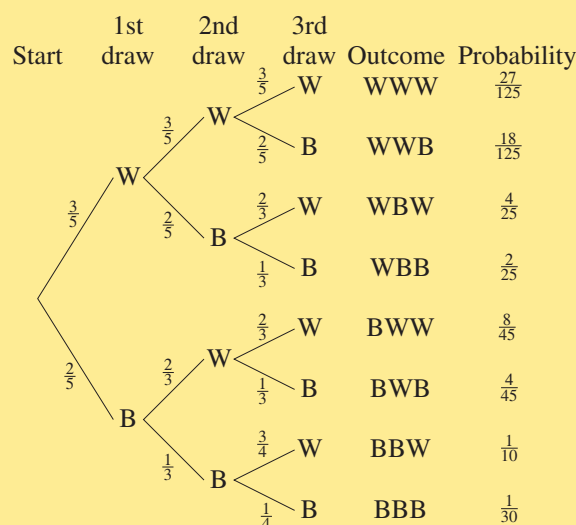 1st 2nd 3rd
Start draw draw draw Outcome Probability
3/5 W WWW 27/125
3/5 W
2/5 B WWB 18/125
W
3/5
2/3 W WBW 4/25
2/5 B
1/3 B WBB 2/25
2/3 W BWW 8/45
2/5 2/3 W
1/3 B BWB 4/45
B
3/4 W BBW 1/10
1/3 B
1/4 B BBB 1/30